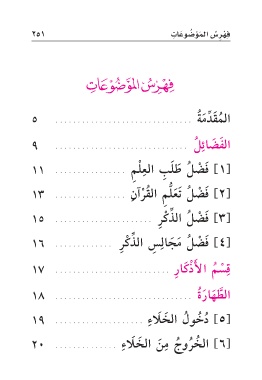 فِهْرِسُ المَوْضُوعَاتِ ٢٥١
فِهْرِسُ المَوْضُوعَاتِ
المُقَدِّمَةُ ........................ ٥
الفَضَائِلُ ........................ ٩
[١] فَضْلُ طَلَبِ العِلْمِ ................ ١١
[٢] فَضْلُ تَعَلُّمِ القُرْآنِ ................ ١٣
[٣] فَضْلُ الذِّكْرِ .................... ١٥
[٤] فَضْلُ مَجَالِسِ الذِّكْرِ .............. ١٦
قِسْمُ الأَذْكَارِ .................... ١٧
الطَّهَارَةُ ........................ ١٨
[٥] دُخُولُ الخَلَاءِ .................. ١٩
[٦] الخُرُوجُ مِنَ الخَلَاءِ .............. ٢٠